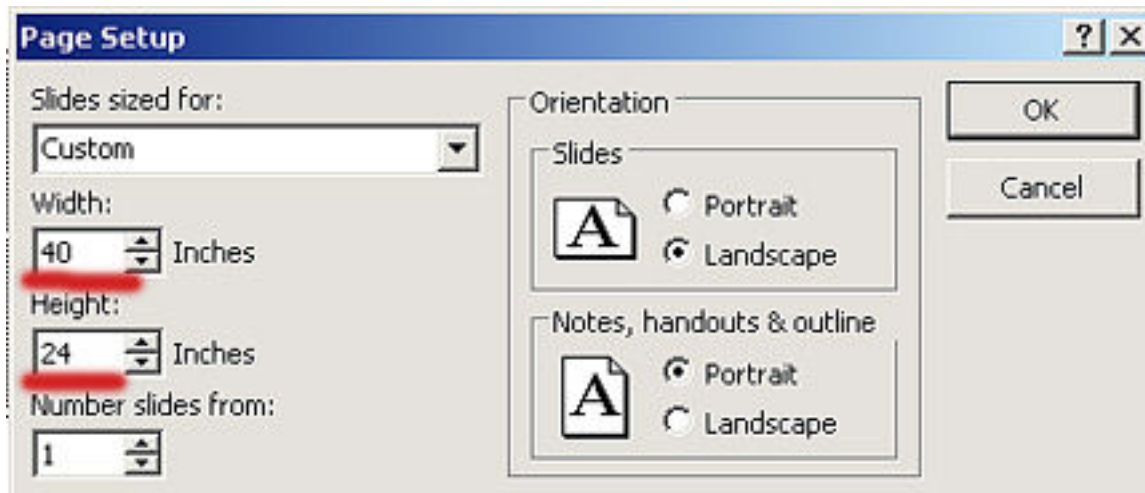 Page Setup
Slides sized for:
Custom
Width:
40 Inches
Height:
24 Inches
Number slides from:
1
Orientation
Slides
A
Portrait
Landscape
Notes, handouts & outline
A
Portrait
Landscape
OK
Cancel